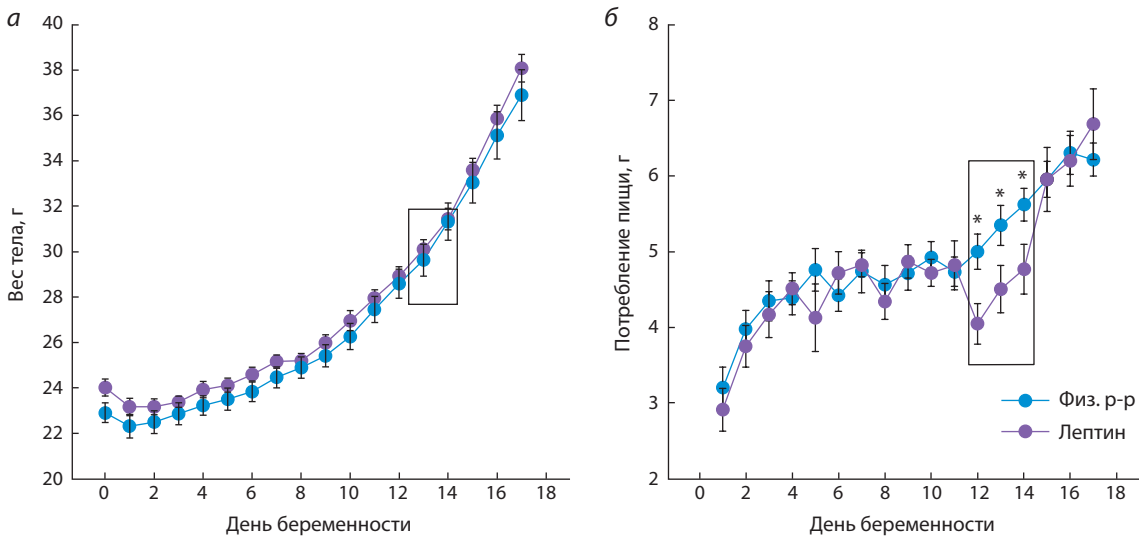 а
40
38
36
34
32
30
28
26
24
22
20
Вес тела, г
0 2 4 6 8 10 12 14 16 18
День беременности
б
8
7
6
5
4
3
2
Потребление пищи, г
* * *
Физ. р-р
Лептин
0 2 4 6 8 10 12 14 16 18
День беременности